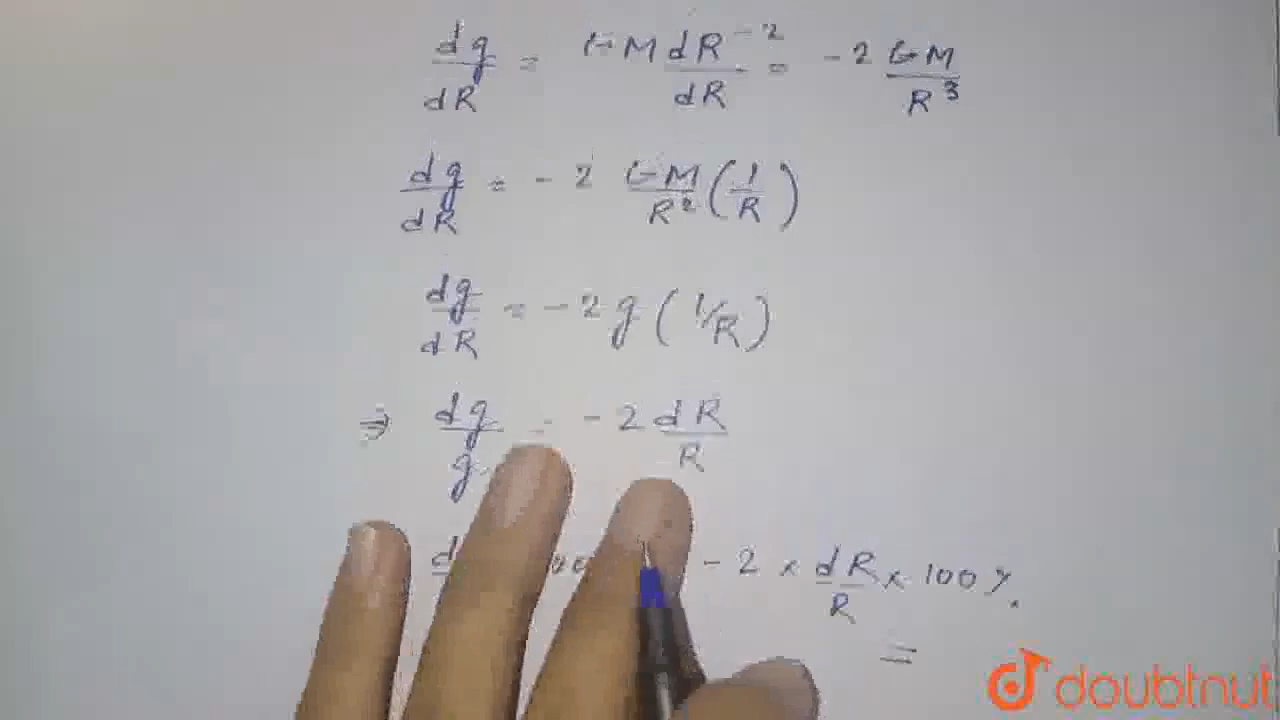 dg/dR = GM dR⁻²/dR = -2 GM/R³
dg/dR = -2 GM/R² (1/R)
dg/dR = -2g (1/R)
⇒ dg/g = -2 dR/R
-2 × dR/R × 100 %.
=
doubtnut